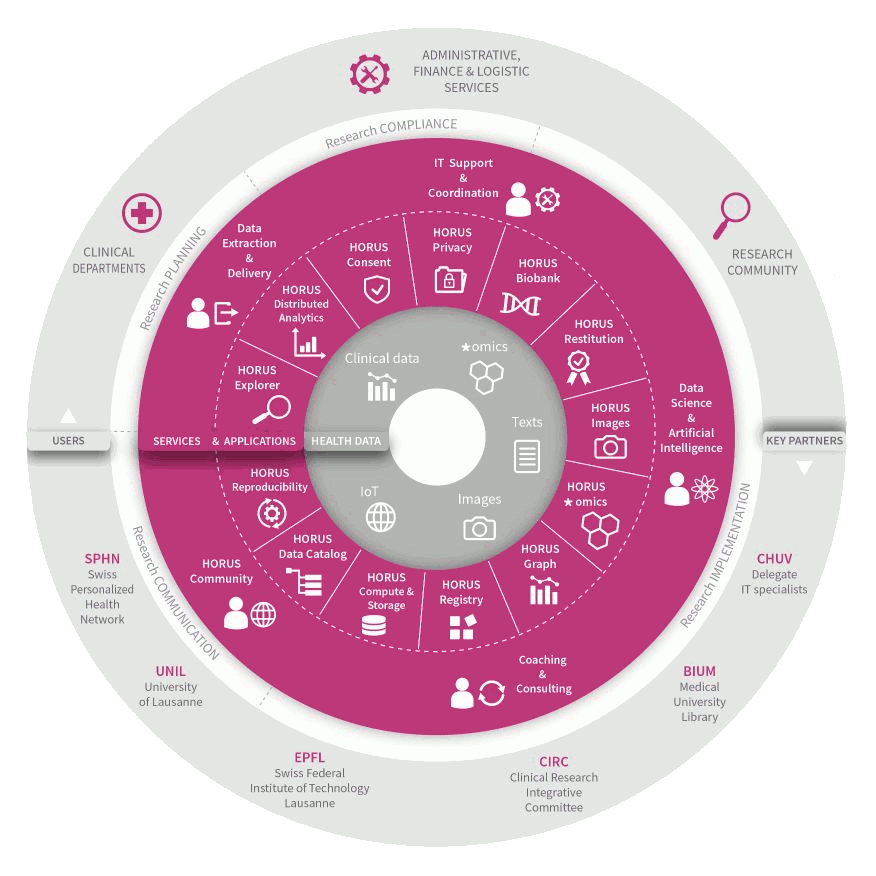 ADMINISTRATIVE,
FINANCE & LOGISTIC
SERVICES
Research COMPLIANCE
IT Support
&
Coordination
CLINICAL
DEPARTMENTS
Research PLANNING
Data
Extraction
&
Delivery
HORUS
Consent
HORUS
Privacy
HORUS
Biobank
RESEARCH
COMMUNITY
HORUS
Distributed
Analytics
HORUS
Restitution
HORUS
Explorer
HORUS
Images
Data
Science
&
Artificial
Intelligence
Clinical data
*omics
Texts
USERS
SERVICES & APPLICATIONS
HEALTH DATA
KEY PARTNERS
IoT
Images
HORUS
Reproducibility
HORUS
*omics
HORUS
Data Catalog
HORUS
Graph
HORUS
Community
HORUS
Compute &
Storage
HORUS
Registry
Research COMMUNICATION
Research IMPLEMENTATION
Coaching
&
Consulting
SPHN
Swiss
Personalized
Health
Network
CHUV
Delegate
IT specialists
UNIL
University
of Lausanne
BIUM
Medical
University
Library
EPFL
Swiss Federal
Institute of Technology
Lausanne
CIRC
Clinical Research
Integrative
Committee